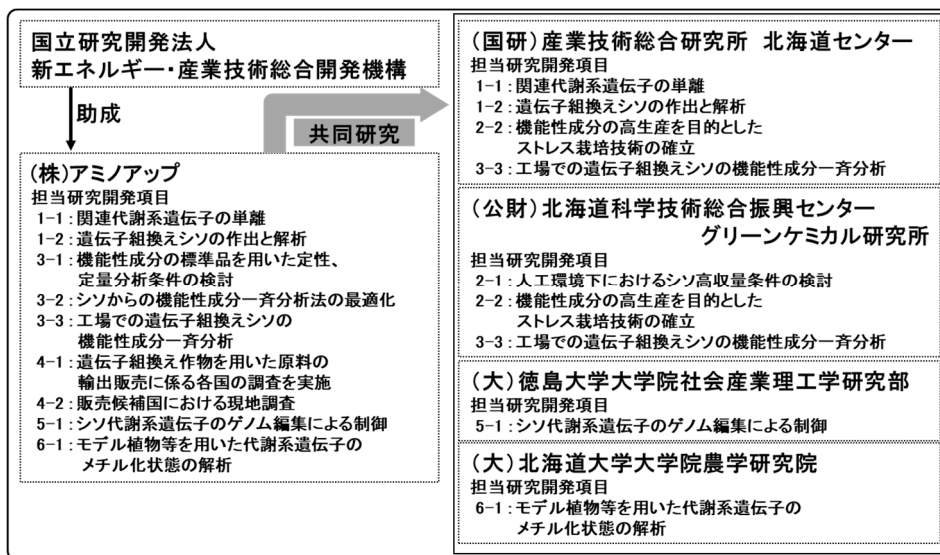 国立研究開発法人
新エネルギー・産業技術総合開発機構
助成
共同研究
(株)アミノアップ
担当研究開発項目
1-1:関連代謝系遺伝子の単離
1-2:遺伝子組換えシソの作出と解析
3-1:機能性成分の標準品を用いた定性、
定量分析条件の検討
3-2:シソからの機能性成分一斉分析法の最適化
3-3:工場での遺伝子組換えシソの
機能性成分一斉分析
4-1:遺伝子組換え作物を用いた原料の
輸出販売に係る各国の調査を実施
4-2:販売候補国における現地調査
5-1:シソ代謝系遺伝子のゲノム編集による制御
6-1:モデル植物等を用いた代謝系遺伝子の
メチル化状態の解析
(国研)産業技術総合研究所 北海道センター
担当研究開発項目
1-1:関連代謝系遺伝子の単離
1-2:遺伝子組換えシソの作出と解析
2-2:機能性成分の高生産を目的とした
ストレス栽培技術の確立
3-3:工場での遺伝子組換えシソの機能性成分一斉分析
(公財)北海道科学技術総合振興センター
グリーンケミカル研究所
担当研究開発項目
2-1:人工環境下におけるシソ高収量条件の検討
2-2:機能性成分の高生産を目的とした
ストレス栽培技術の確立
3-3:工場での遺伝子組換えシソの機能性成分一斉分析
(大)徳島大学大学院社会産業理工学研究部
担当研究開発項目
5-1:シソ代謝系遺伝子のゲノム編集による制御
(大)北海道大学大学院農学研究院
担当研究開発項目
6-1:モデル植物等を用いた代謝系遺伝子の
メチル化状態の解析